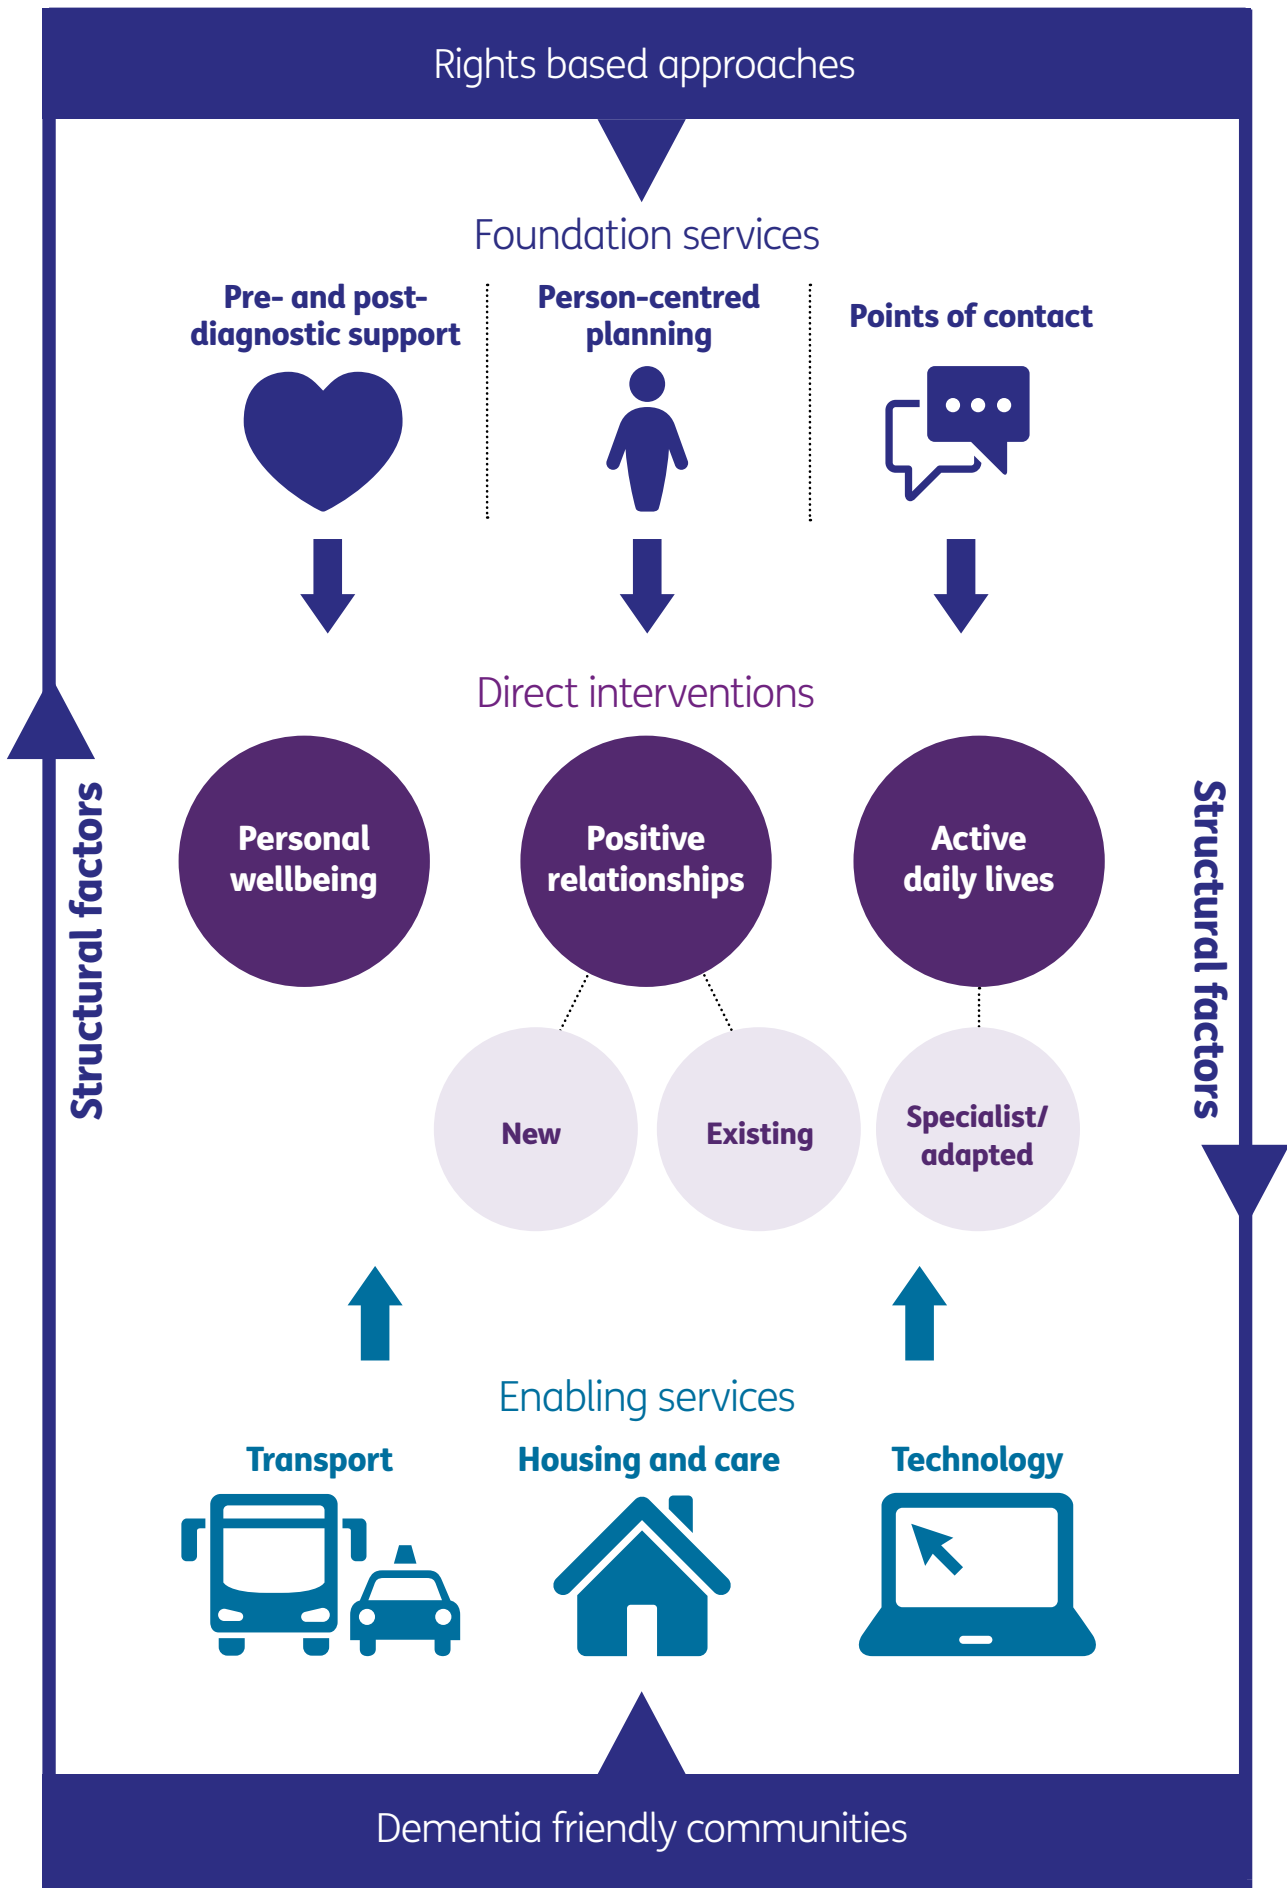 Rights based approaches
Foundation services
Pre- and post-
diagnostic support
Person-centred
planning
Points of contact
Direct interventions
Structural factors
Personal
wellbeing
Positive
relationships
Active
daily lives
Structural factors
New
Existing
Specialist/
adapted
Enabling services
Transport
Housing and care
Technology
Dementia friendly communities